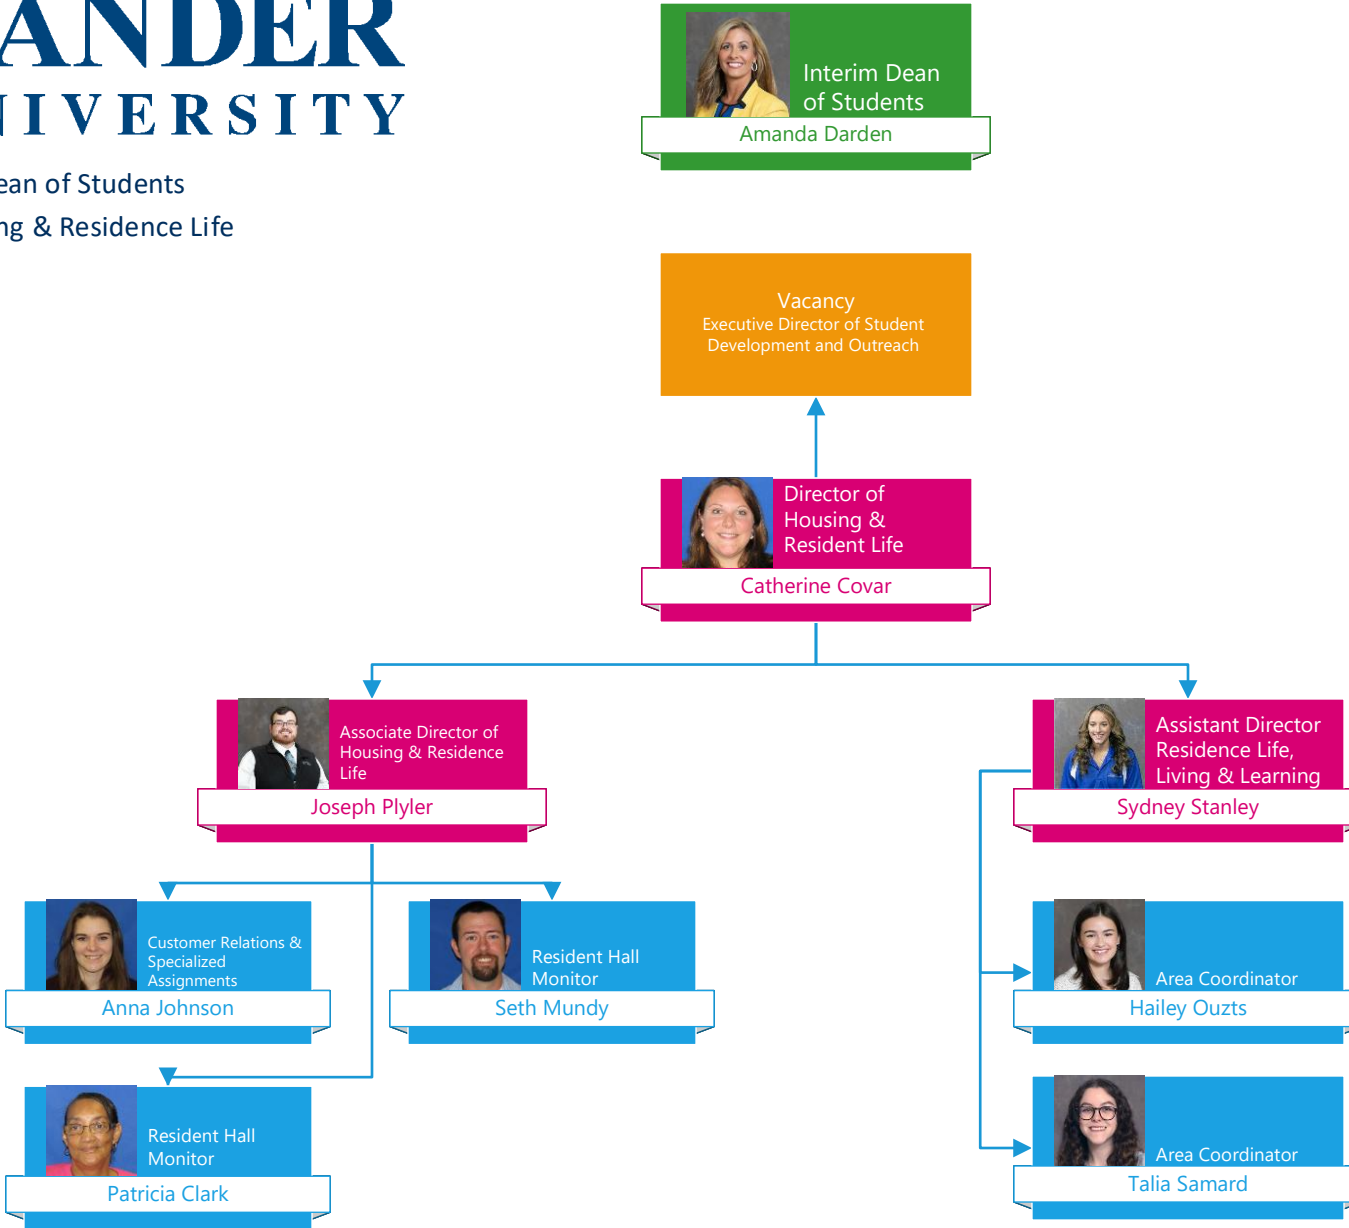 ANDER
NIVERSITY
ean of Students
ng & Residence Life
Interim Dean
of Students
Amanda Darden
Vacancy
Executive Director of Student
Development and Outreach
Director of
Housing &
Resident Life
Catherine Covar
Associate Director of
Housing & Residence
Life
Joseph Plyler
Assistant Director
Residence Life,
Living & Learning
Sydney Stanley
Customer Relations &
Specialized
Assignments
Anna Johnson
Resident Hall
Monitor
Seth Mundy
Area Coordinator
Hailey Ouzts
Resident Hall
Monitor
Patricia Clark
Area Coordinator
Talia Samard